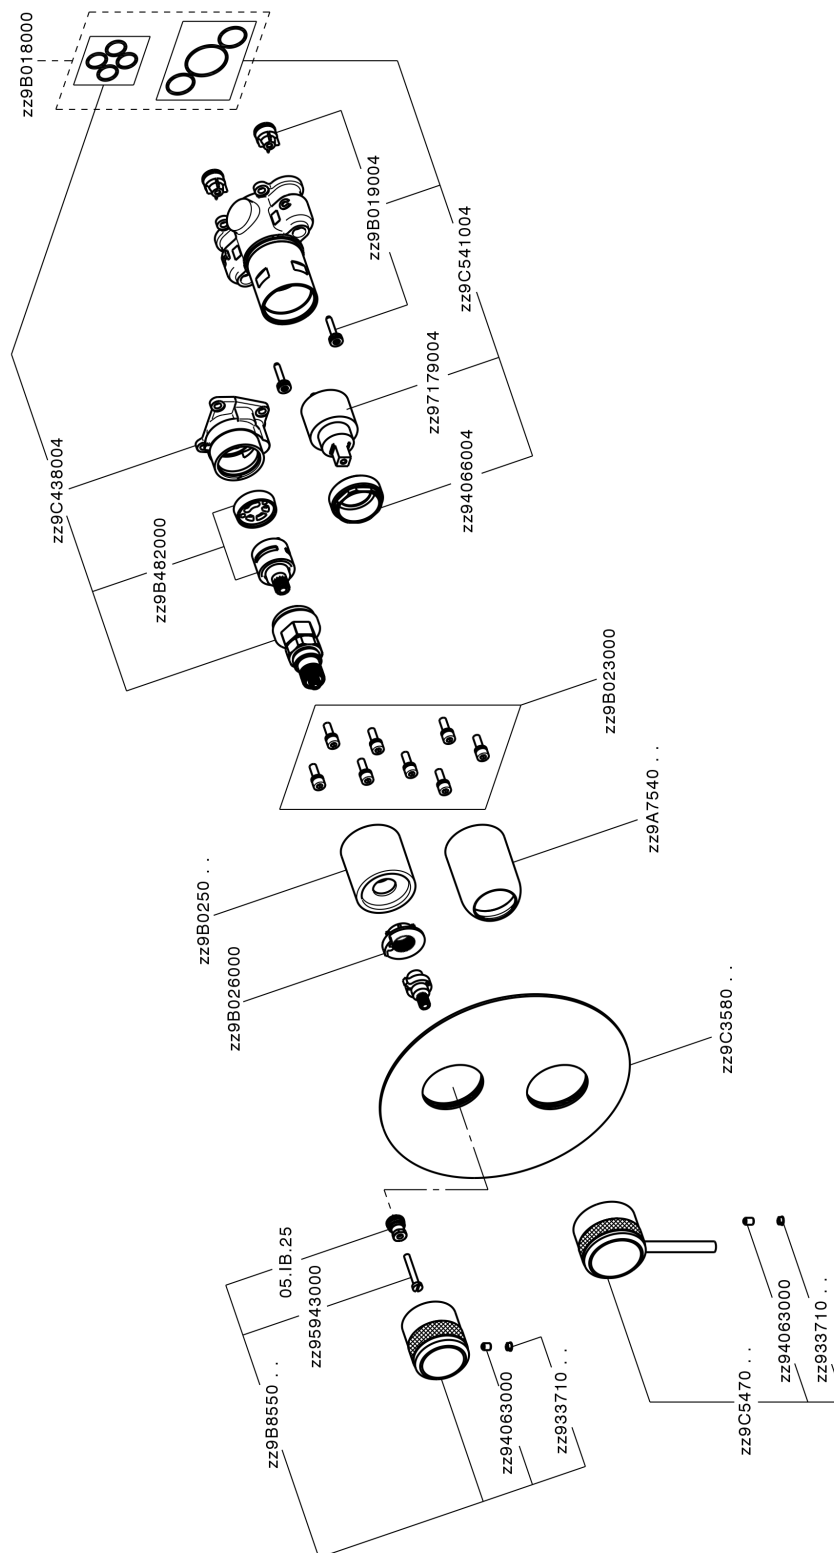 zz9B018000
zz9B019004
zz9C541004
zz97179004
zz94066004
zz9C438004
zz9B482000
zz9B023000
zz9A7540 . .
zz9B0250 . .
zz9B026000
zz9C3580 . .
05.IB.25
zz95943000
zz9B8550 . .
zz94063000
zz933710 . .
zz9C5470 . .
zz94063000
zz933710 . .